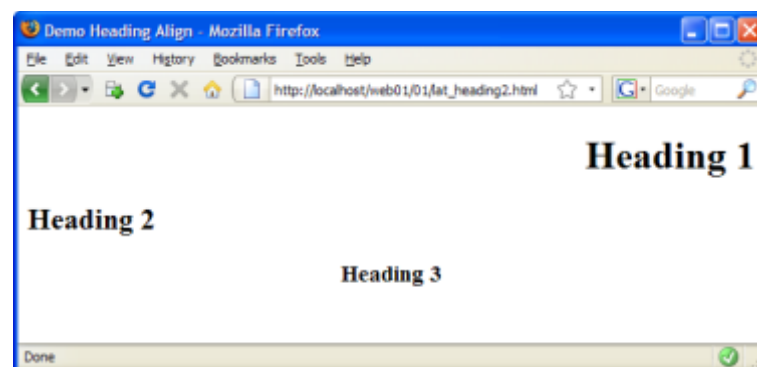 Demo Heading Align - Mozilla Firefox
File Edit View History Bookmarks Tools Help
http://localhost/web01/01/lat_heading2.html G Google
Heading 1
Heading 2
Heading 3
Done